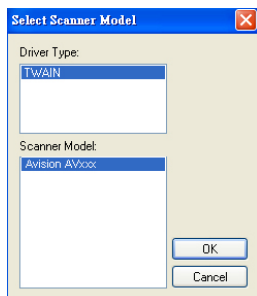 Select Scanner Model
Driver Type:
TWAIN
Scanner Model:
Avision AVxxx
OK
Cancel